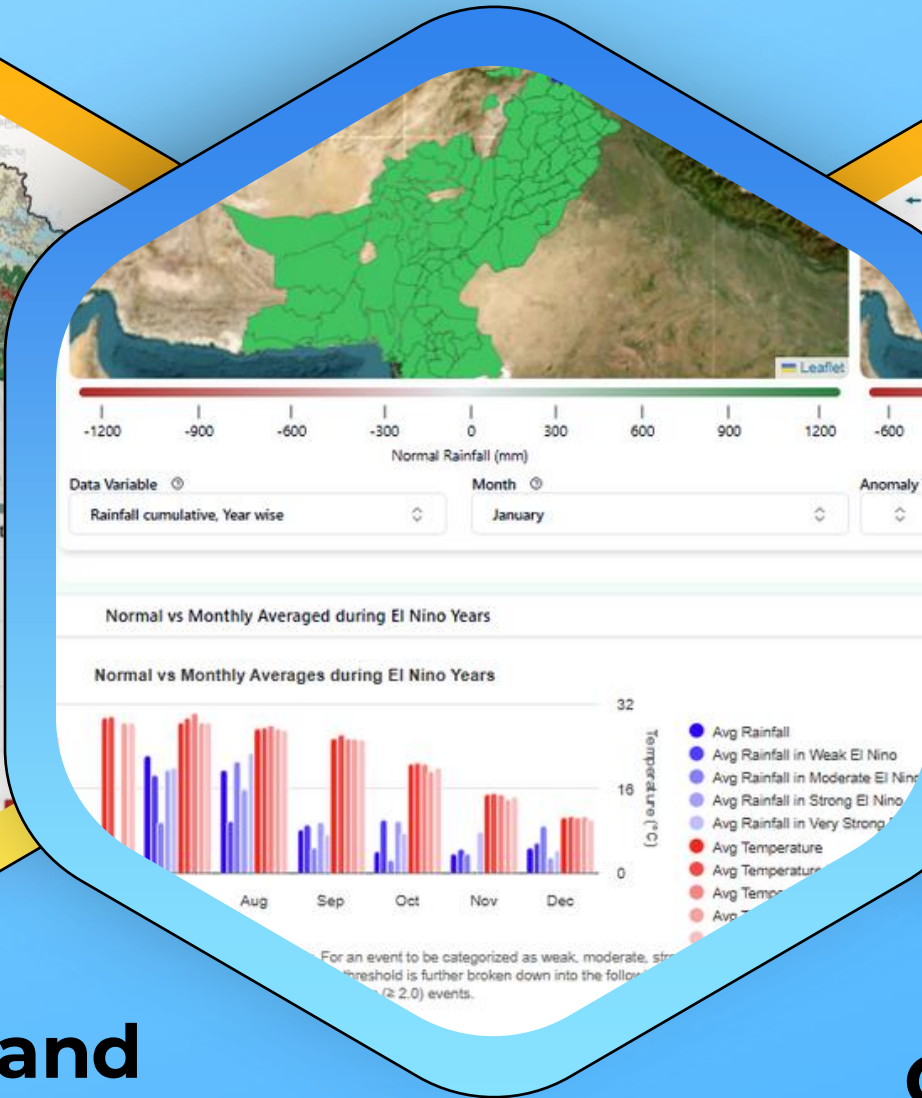 Leaflet
-1200 -900 -600 -300 0 300 600 900 1200
-600
Normal Rainfall (mm)
Data Variable
Month
Anomaly
Rainfall cumulative, Year wise
January
Normal vs Monthly Averaged during El Nino Years
Normal vs Monthly Averages during El Nino Years
32
16
0
Temperature (°C)
Aug Sep Oct Nov Dec
Avg Rainfall
Avg Rainfall in Weak El Nino
Avg Rainfall in Moderate El Nino
Avg Rainfall in Strong El Nino
Avg Rainfall in Very Strong
Avg Temperature
Avg Temperature
Avg
Avg
For an event to be categorized as weak, moderate,
threshold is further broken down into the
(≥ 2.0) events.
and